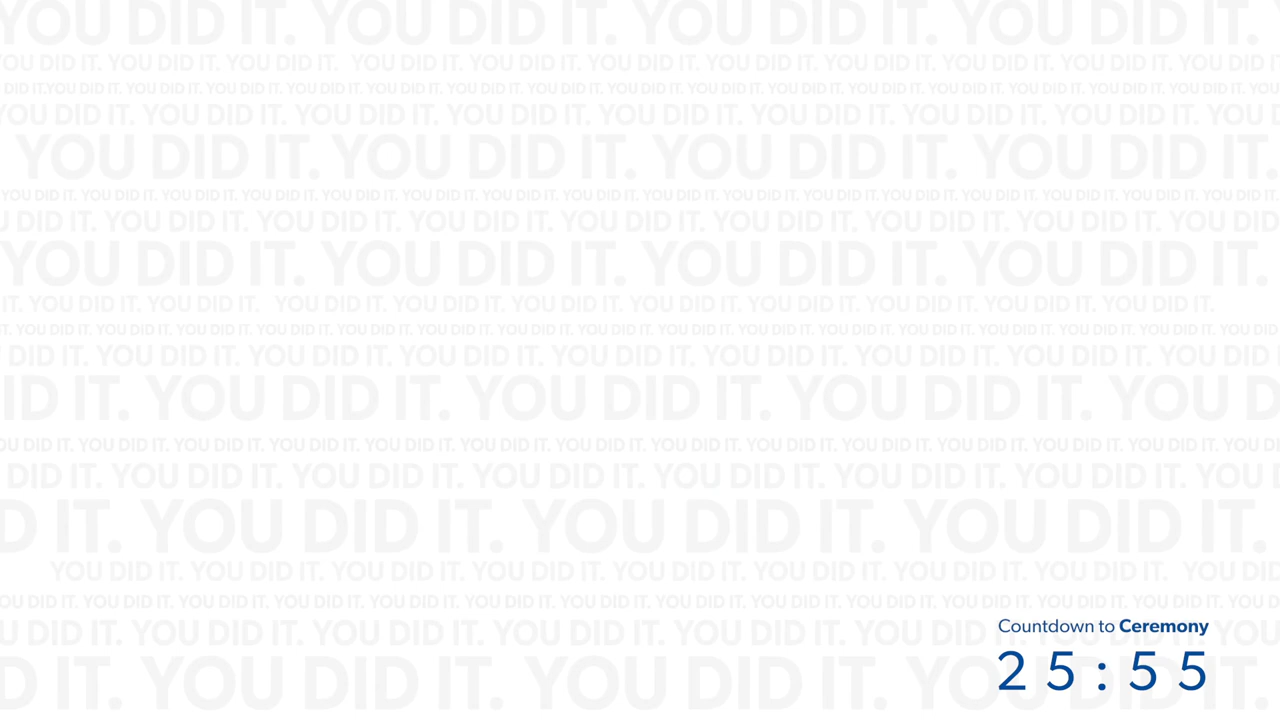 YOU DID IT. YOU DID IT. YOU DID IT. YOU DID IT.
YOU DID IT. YOU DID IT. YOU DID IT. YOU DID IT. YOU DID IT. YOU DID IT. YOU DID IT. YOU DID IT. YOU DID IT. YOU DID IT. YOU DID I
DID IT.YOU DID IT. YOU DID IT. YOU DID IT. YOU DID IT. YOU DID IT. YOU DID IT. YOU DID IT. YOU DID IT. YOU DID IT. YOU DID IT. YOU DID IT. YOU DID IT. YOU DID IT. YOU DID IT. YOU DID IT. YOU
YOU DID IT. YOU DID IT. YOU DID IT. YOU DID IT. YOU DID IT. YOU DID IT. YOU DID IT. YOU DID IT. YOU D
YOU DID IT. YOU DID IT. YOU DID IT. YOU DID IT.
YOU DID IT. YOU DID IT. YOU DID IT. YOU DID IT. YOU DID IT. YOU DID IT. YOU DID IT. YOU DID IT. YOU DID IT. YOU DID IT. YOU DID IT. YOU DID IT. YOU DID IT. YOU DID IT. YOU DID IT. YOU DID IT.
U DID IT. YOU DID IT. YOU DID IT. YOU DID IT. YOU DID IT. YOU DID IT. YOU DID IT. YOU DID IT. YOU DID
YOU DID IT. YOU DID IT. YOU DID IT. YOU DID IT.
IT. YOU DID IT. YOU DID IT. YOU DID IT. YOU DID IT. YOU DID IT. YOU DID IT. YOU DID IT. YOU DID IT. YOU DID IT. YOU DID IT.
IT. YOU DID IT. YOU DID IT. YOU DID IT. YOU DID IT. YOU DID IT. YOU DID IT. YOU DID IT. YOU DID IT. YOU DID IT. YOU DID IT. YOU DID IT. YOU DID IT. YOU DID IT. YOU DID IT. YOU DID IT. YOU DID
DID IT. YOU DID IT. YOU DID IT. YOU DID IT. YOU DID IT. YOU DID IT. YOU DID IT. YOU DID IT. YOU DID
ID IT. YOU DID IT. YOU DID IT. YOU DID IT. YOU D
OU DID IT. YOU DID IT. YOU DID IT. YOU DID IT. YOU DID IT. YOU DID IT. YOU DID IT. YOU DID IT. YOU DID IT. YOU DID IT. YOU DID IT. YOU DID IT. YOU DID IT. YOU DI
DID IT. YOU DID IT. YOU DID IT. YOU DID IT. YOU DID IT. YOU DID IT. YOU DID IT. YOU
D IT. YOU DID IT. YOU DID IT. YOU DID IT.
YOU DID IT. YOU DID IT. YOU DID IT. YOU DID IT. YOU DID IT. YOU DID IT. YOU DID IT. YOU DID IT. YOU DID
OU DID IT. YOU DID IT. YOU DID IT. YOU DID IT. YOU DID IT. YOU DID IT. YOU DID IT. YOU DID IT. YOU DID IT. YOU DID IT. YOU DID IT. YOU DID IT. YOU DID IT. YOU D
U DID IT. YOU DID IT. YOU DID IT. YOU DID IT. YOU DID IT. YOU DID IT. YOU
Countdown to Ceremony
D IT. YOU DID YOU DID IT. YOU
25:55